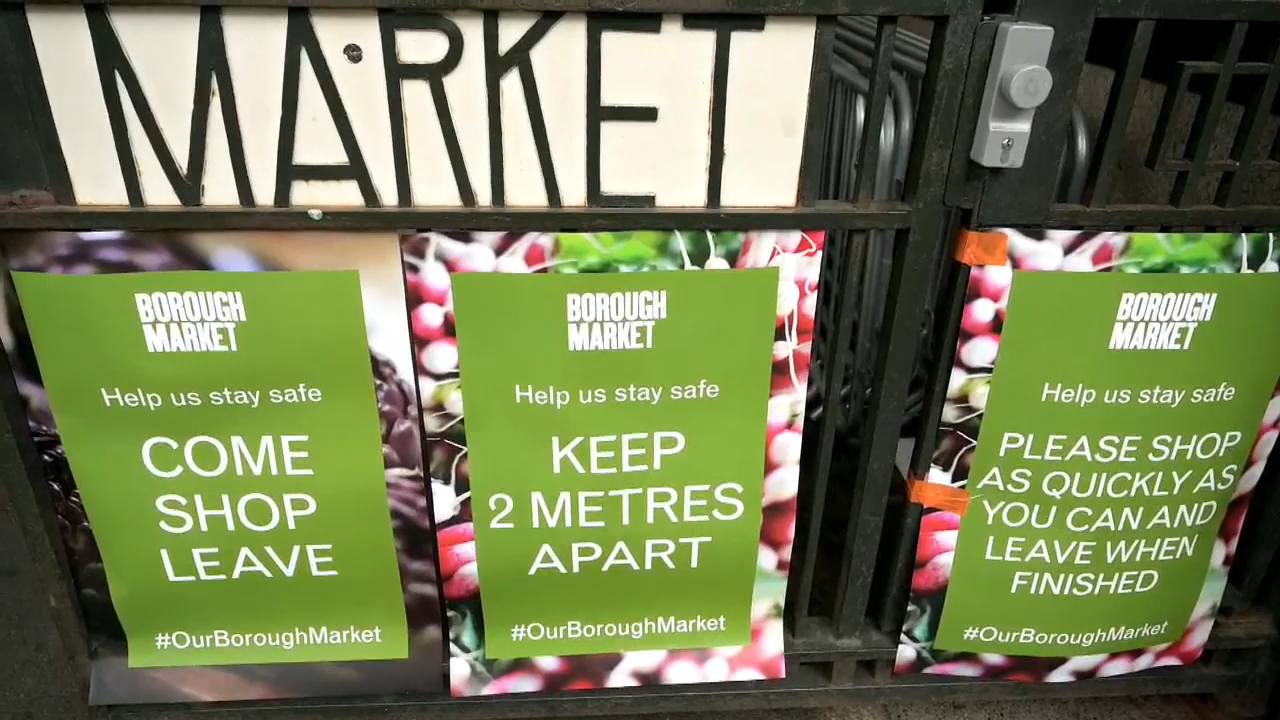 MARKET
BOROUGH
MARKET
Help us stay safe
COME
SHOP
LEAVE
#OurBoroughMarket
BOROUGH
MARKET
Help us stay safe
KEEP
2 METRES
APART
#OurBoroughMarket
BOROUGH
MARKET
Help us stay safe
PLEASE SHOP
AS QUICKLY AS
YOU CAN AND
LEAVE WHEN
FINISHED
#OurBoroughMarket